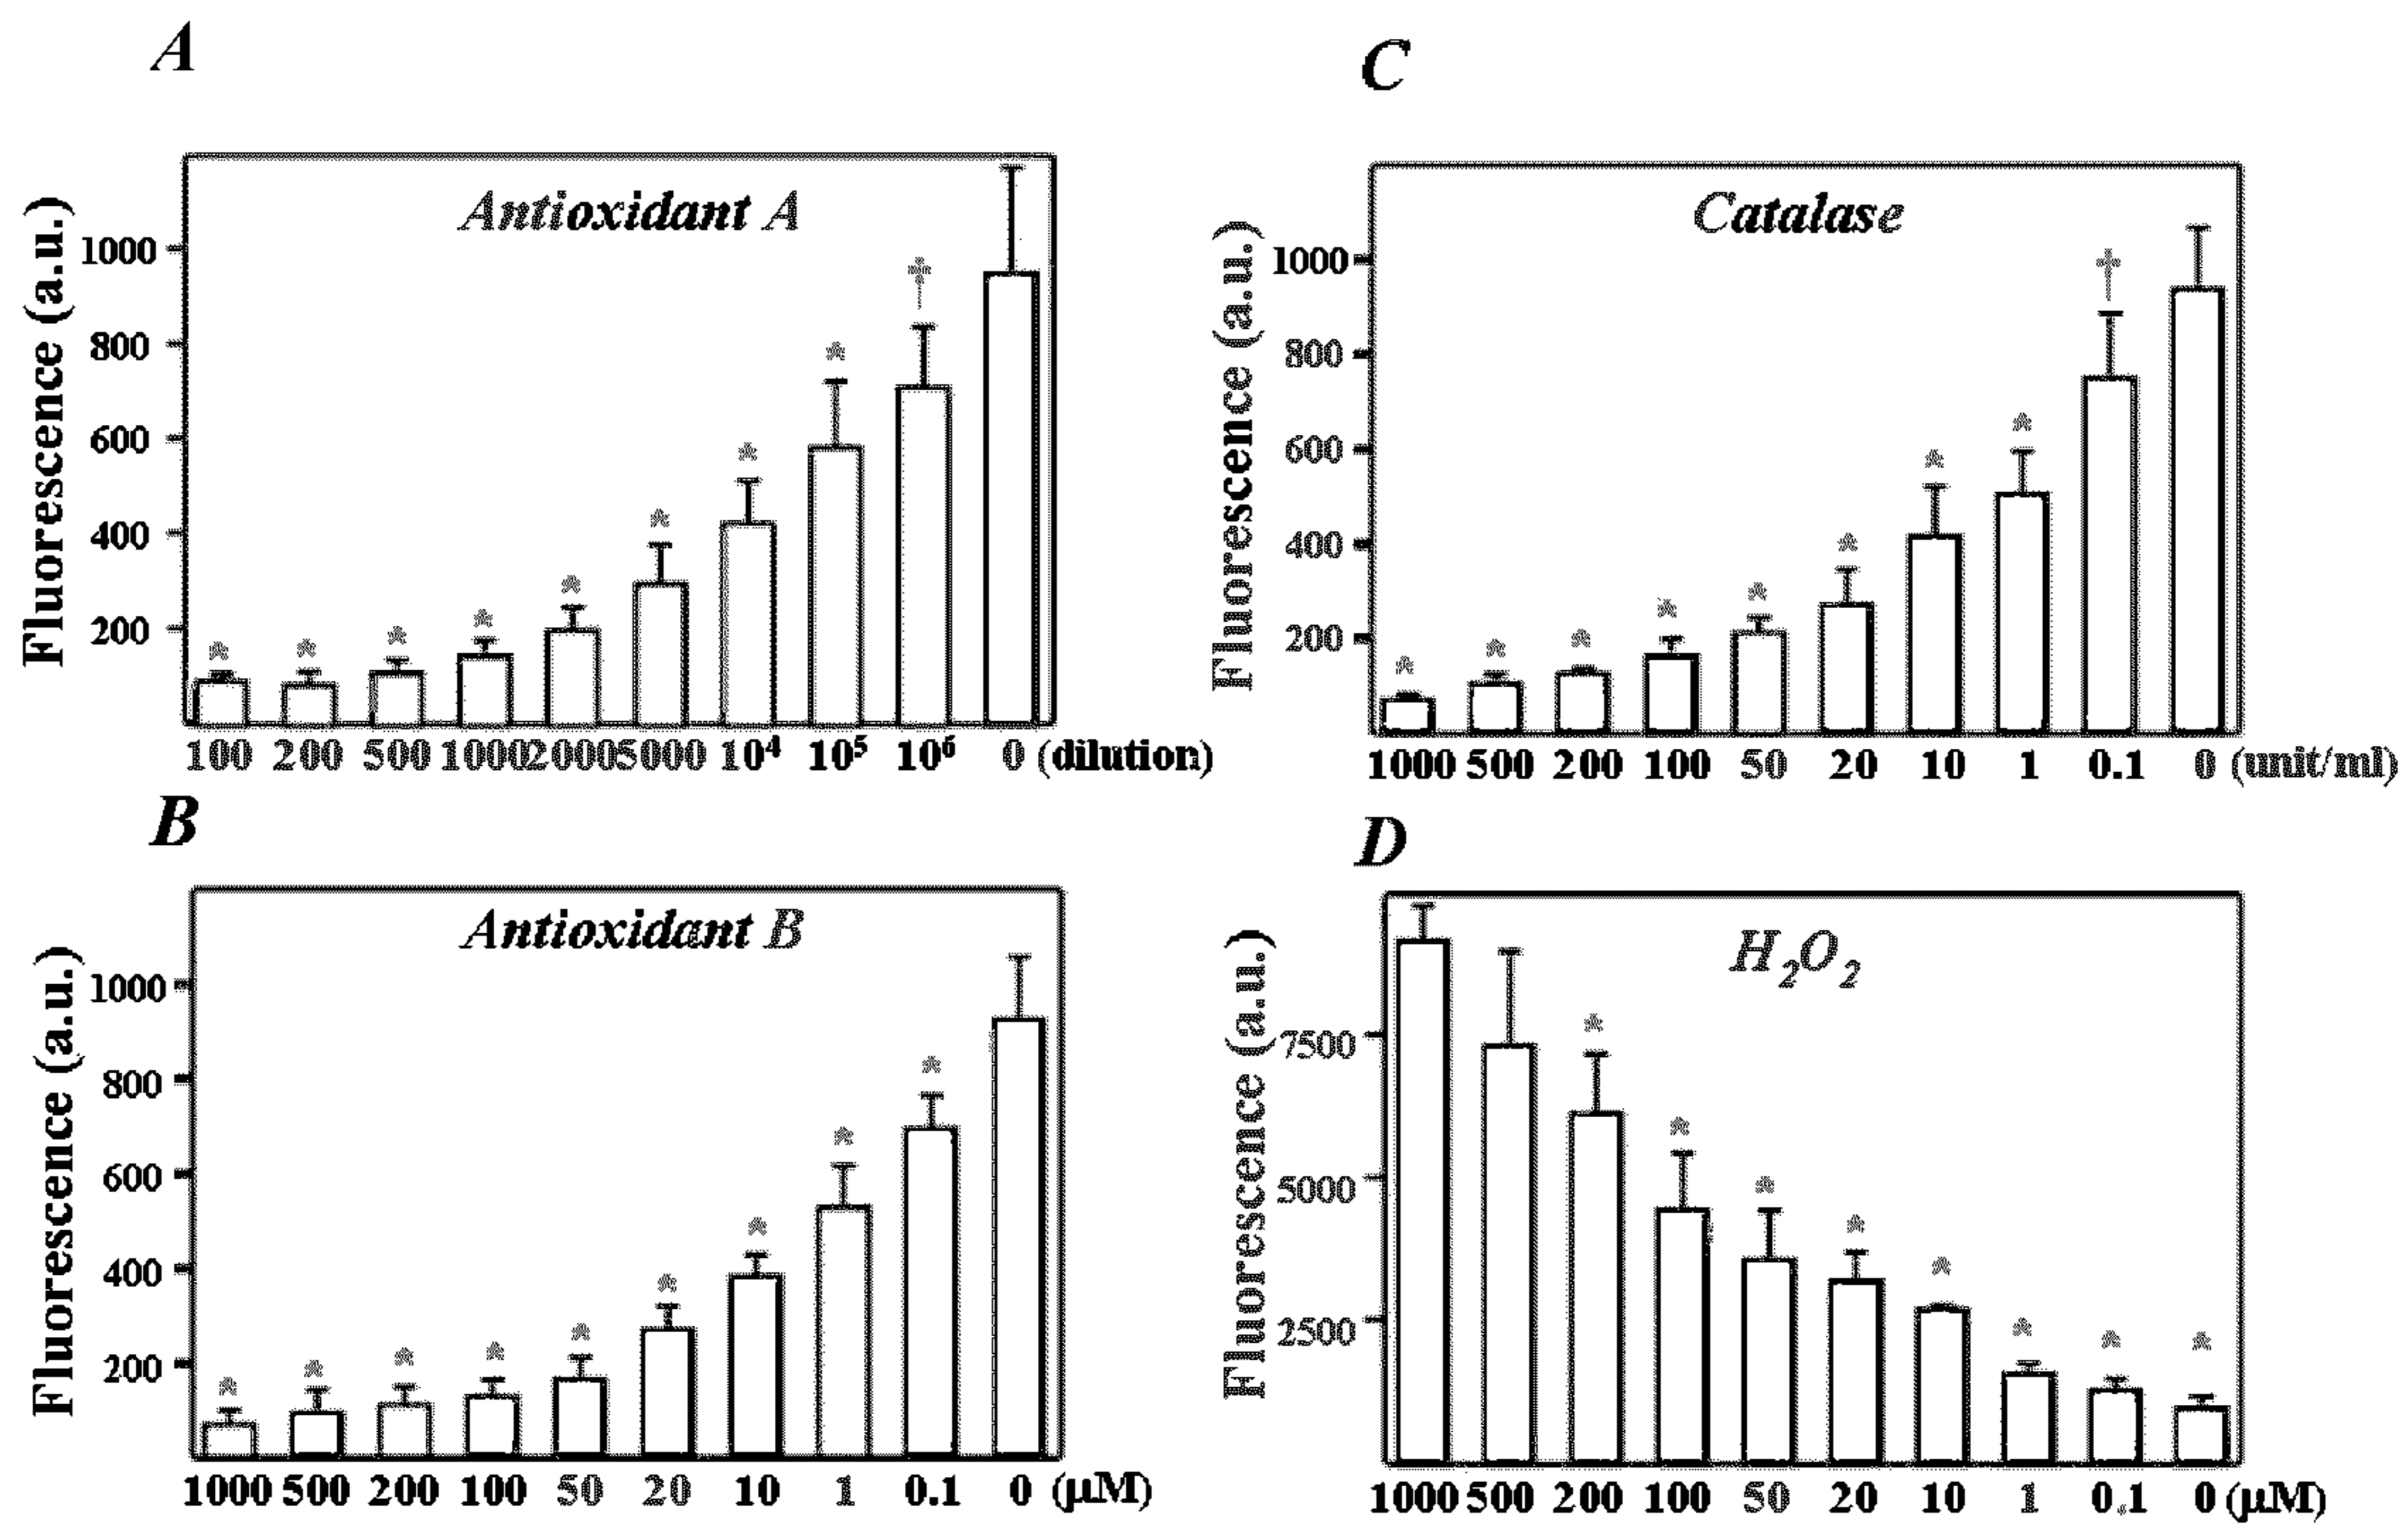 A
Antioxidant A
Fluorescence (a.u.)
1000
800
600
400
200
* * * * * * * * †
100 200 500 1000 2000 5000 10⁴ 10⁵ 10⁶ 0 (dilution)
B
Antioxidant B
Fluorescence (a.u.)
1000
800
600
400
200
* * * * * * * * *
1000 500 200 100 50 20 10 1 0.1 0 (μM)
C
Catalase
Fluorescence (a.u.)
1000
800
600
400
200
* * * * * * * * †
1000 500 200 100 50 20 10 1 0.1 0 (unit/ml)
D
H₂O₂
Fluorescence (a.u.)
7500
5000
2500
* * * * * * * *
1000 500 200 100 50 20 10 1 0.1 0 (μM)